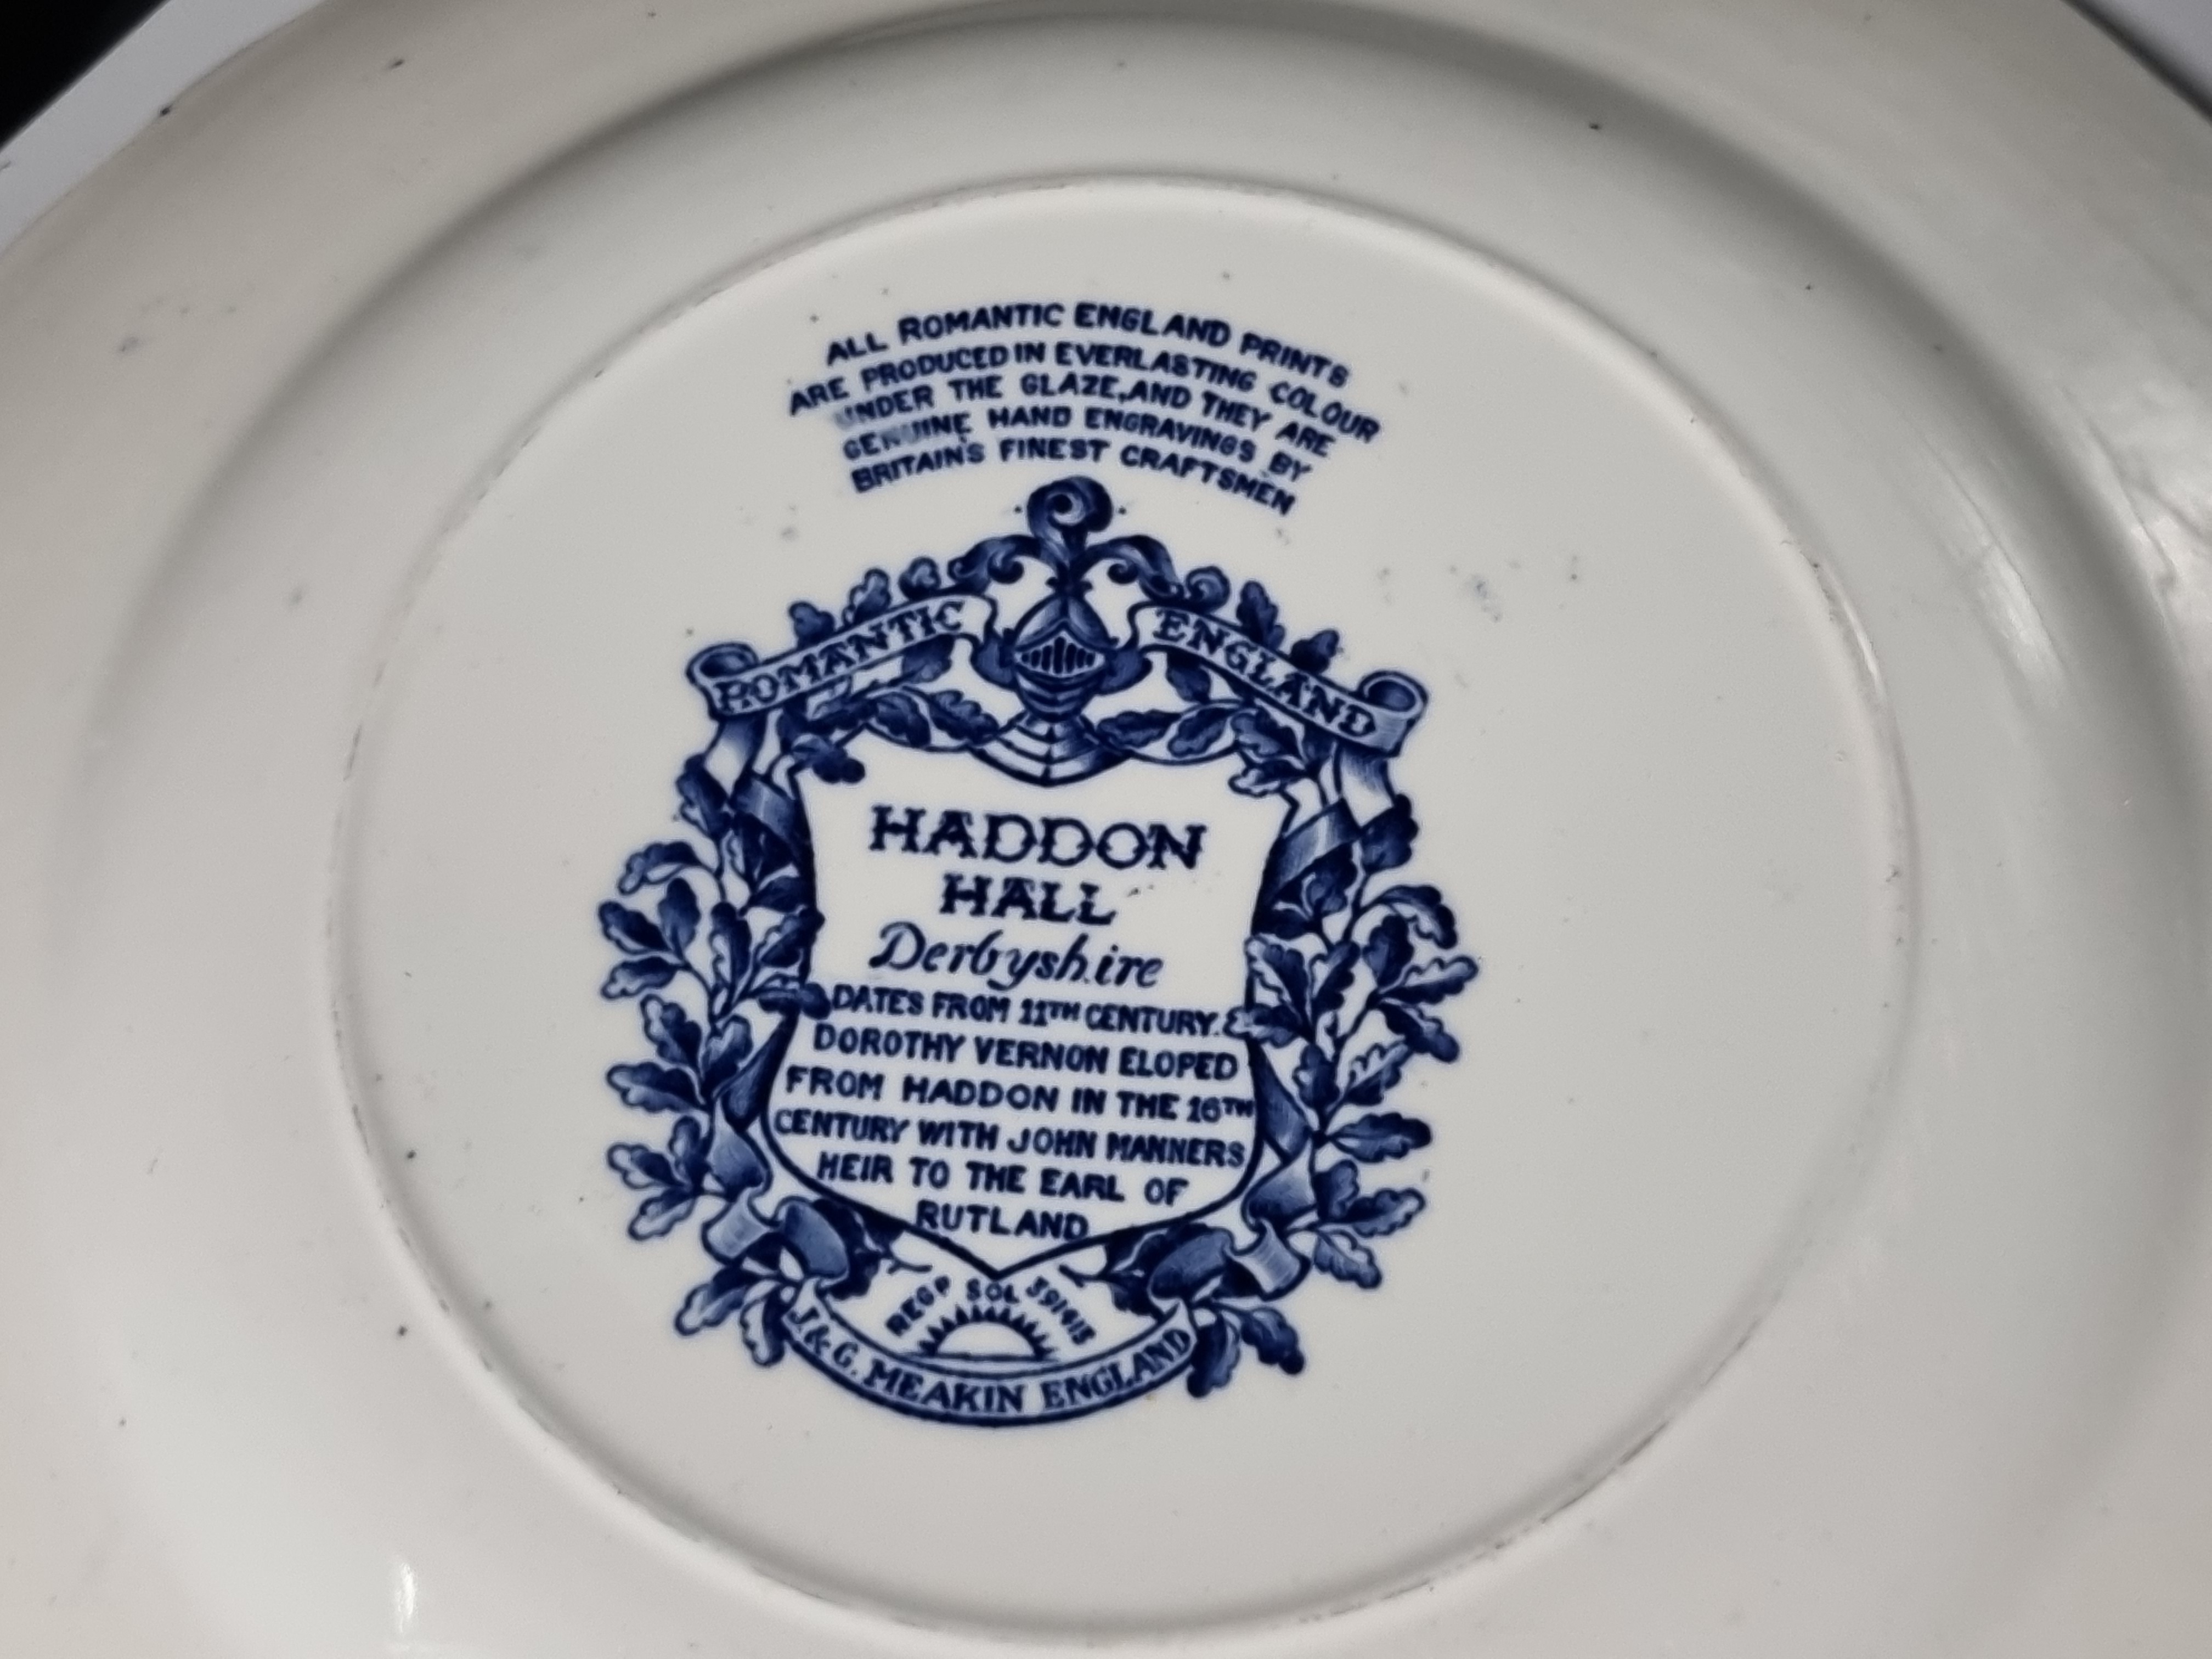 ALL ROMANTIC ENGLAND PRINTS
ARE PRODUCED IN EVERLASTING COLOUR
UNDER THE GLAZE, AND THEY ARE
GENUINE HAND ENGRAVINGS BY
BRITAIN'S FINEST CRAFTSMEN
ROMANTIC ENGLAND
HADDON
HALL
Derbyshire
DATES FROM 11TH CENTURY. &
DOROTHY VERNON ELOPED
FROM HADDON IN THE 16TH
CENTURY WITH JOHN MANNERS
HEIR TO THE EARL OF
RUTLAND
REGD SOL 391413
J. & G. MEAKIN ENGLAND